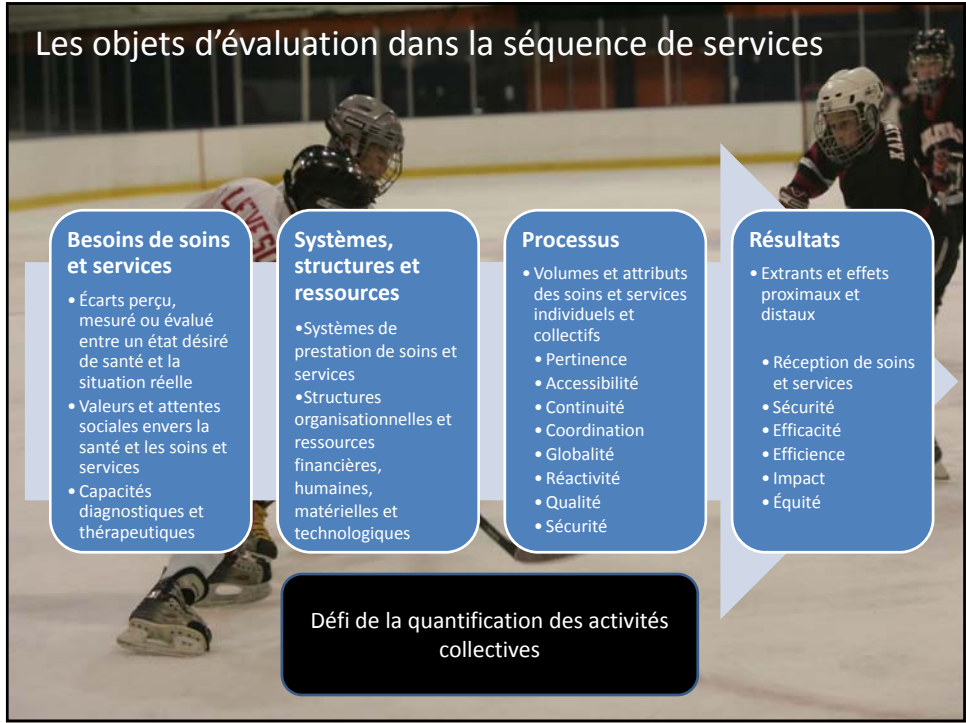 Les objets d’évaluation dans la séquence de services
LEVESQ
KALIV
Besoins de soins
et services
• Écarts perçu,
mesuré ou évalué
entre un état désiré
de santé et la
situation réelle
• Valeurs et attentes
sociales envers la
santé et les soins et
services
• Capacités
diagnostiques et
thérapeutiques
Systèmes,
structures et
ressources
•Systèmes de
prestation de soins et
services
•Structures
organisationnelles et
ressources
financières,
humaines,
matérielles et
technologiques
Processus
• Volumes et attributs
des soins et services
individuels et
collectifs
• Pertinence
• Accessibilité
• Continuité
• Coordination
• Globalité
• Réactivité
• Qualité
• Sécurité
Résultats
• Extrants et effets
proximaux et
distaux
• Réception de soins
et services
• Sécurité
• Efficacité
• Efficience
• Impact
• Équité
Défi de la quantification des activités
collectives